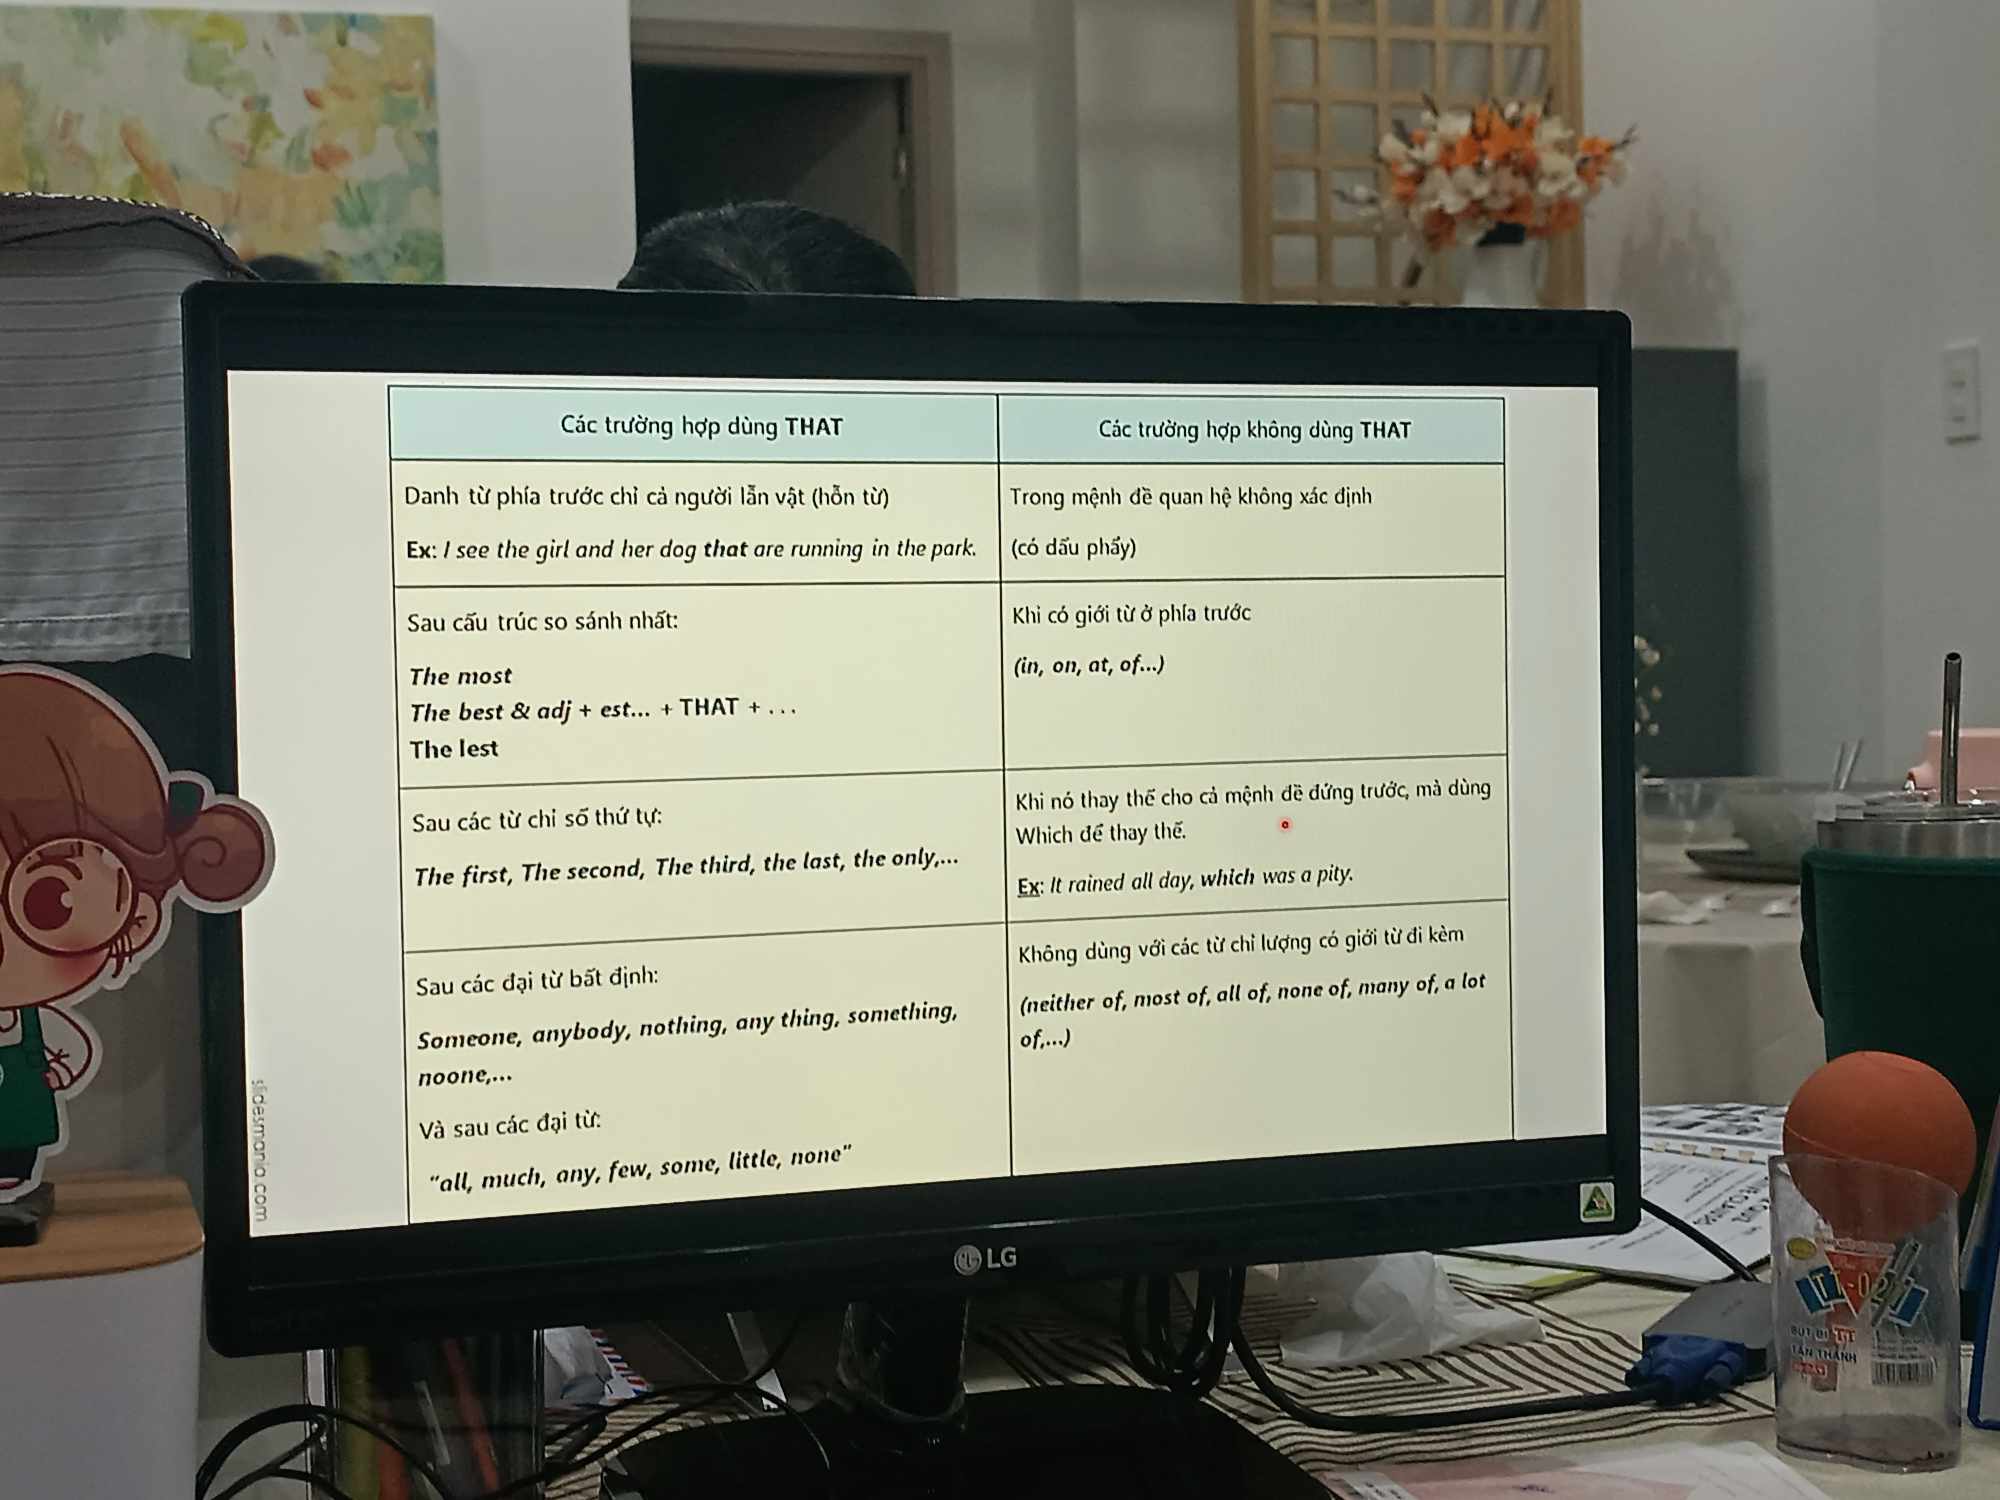 Các trường hợp dùng THAT
Các trường hợp không dùng THAT
Danh từ phía trước chỉ cả người lẫn vật (hỗn từ)
Ex: I see the girl and her dog that are running in the park.
Trong mệnh đề quan hệ không xác định
(có dấu phẩy)
Sau cấu trúc so sánh nhất:
The most
The best & adj + est... + THAT + . . .
The lest
Khi có giới từ ở phía trước
(in, on, at, of...)
Sau các từ chỉ số thứ tự:
The first, The second, The third, the last, the only,...
Khi nó thay thế cho cả mệnh đề đứng trước, mà dùng
Which để thay thế.
Ex: It rained all day, which was a pity.
Sau các đại từ bất định:
Someone, anybody, nothing, any thing, something,
noone,...
Và sau các đại từ:
"all, much, any, few, some, little, none"
Không dùng với các từ chỉ lượng có giới từ đi kèm
(neither of, most of, all of, none of, many of, a lot
of,...)
slidesmania.com
LG
TT-02
BÚT BI TT
TÂN THÀNH